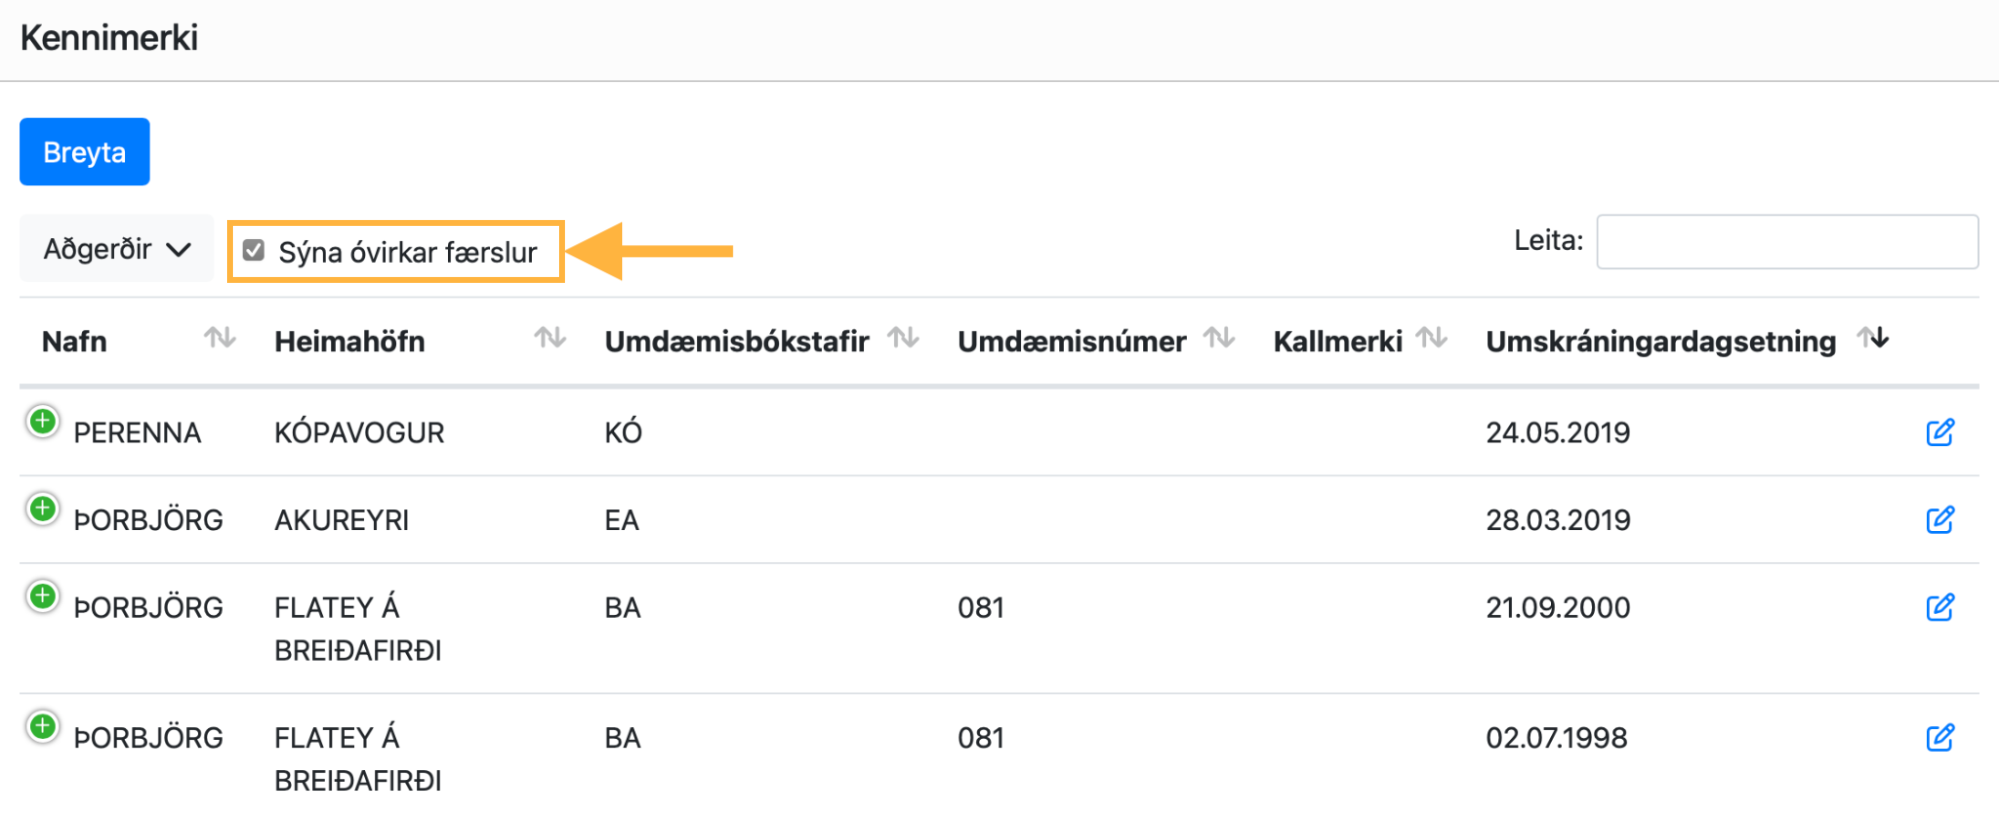 Kennimerki
Breyta
Aðgerðir
Sýna óvirkar færslur
Leita:
Nafn Heimahöfn Umdæmisbókstafir Umdæmisnúmer Kallmerki Umskráningardagsetning
PERENNA KÓPAVOGUR KÓ 24.05.2019
ÞORBJÖRG AKUREYRI EA 28.03.2019
ÞORBJÖRG FLATEY Á BA 081 21.09.2000
BREIÐAFIRÐI
ÞORBJÖRG FLATEY Á BA 081 02.07.1998
BREIÐAFIRÐI